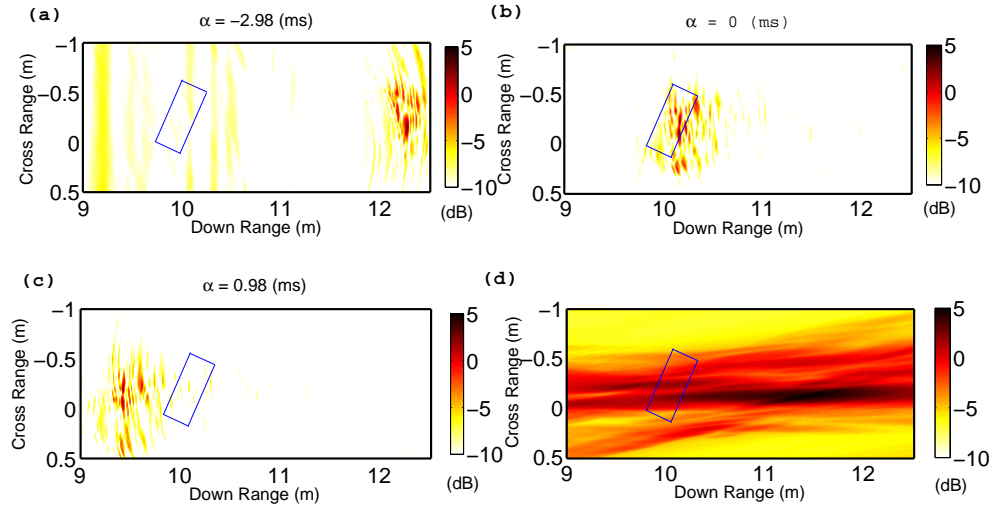 (a)
α = −2.98 (ms)
Cross Range (m)
−1
−0.5
0
0.5
9
10
11
12
Down Range (m)
5
0
−5
−10
(dB)
(b)
α = 0 (ms)
Cross Range (m)
−1
−0.5
0
0.5
9
10
11
12
Down Range (m)
5
0
−5
−10
(dB)
(c)
α = 0.98 (ms)
Cross Range (m)
−1
−0.5
0
0.5
9
10
11
12
Down Range (m)
5
0
−5
−10
(dB)
(d)
Cross Range (m)
−1
−0.5
0
0.5
9
10
11
12
Down Range (m)
5
0
−5
−10
(dB)